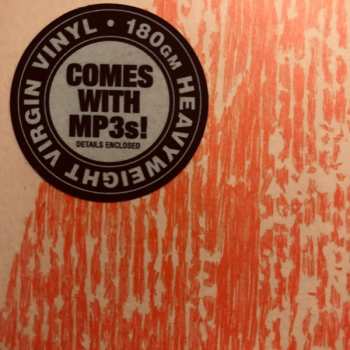 VIRGIN VINYL • 180GM HEAVYWEIGHT
COMES
WITH
MP3s!
DETAILS ENCLOSED